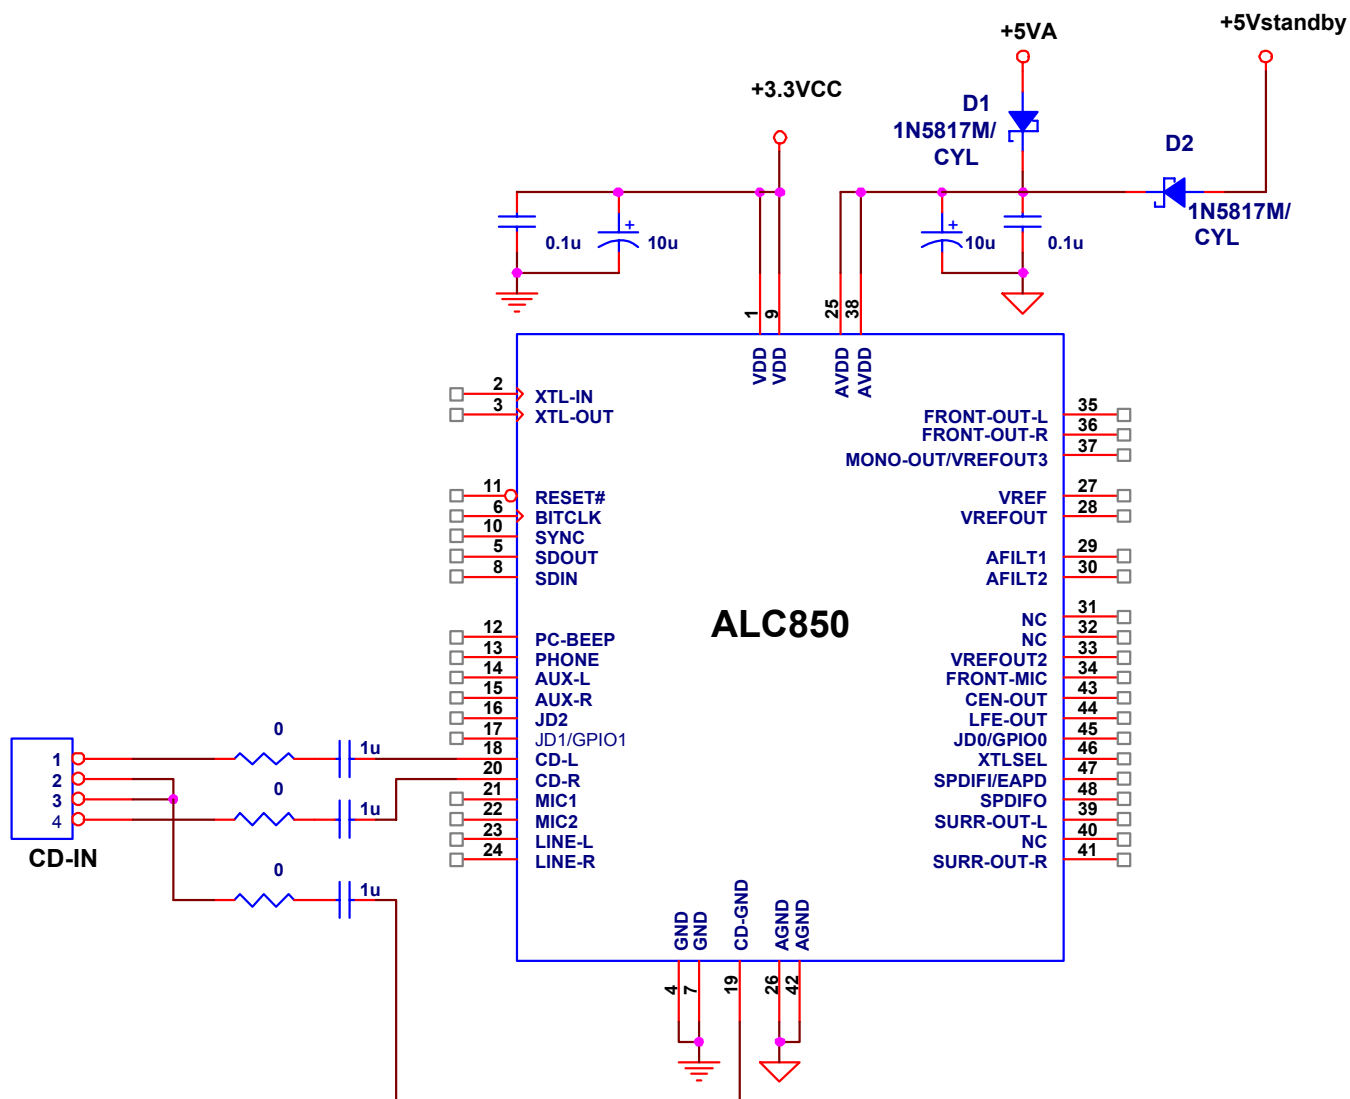 +5Vstandby
+5VA
+3.3VCC
D1
1N5817M/
CYL
D2
1N5817M/
CYL
0.1u
+
10u
+
10u
0.1u
1
9
25
38
VDD
VDD
AVDD
AVDD
2
XTL-IN
3
XTL-OUT
11
RESET#
6
BITCLK
10
SYNC
5
SDOUT
8
SDIN
12
PC-BEEP
13
PHONE
14
AUX-L
15
AUX-R
16
JD2
17
JD1/GPIO1
18
CD-L
20
CD-R
21
MIC1
22
MIC2
23
LINE-L
24
LINE-R
ALC850
35
FRONT-OUT-L
36
FRONT-OUT-R
37
MONO-OUT/VREFOUT3
27
VREF
28
VREFOUT
29
AFILT1
30
AFILT2
31
NC
32
NC
33
VREFOUT2
34
FRONT-MIC
43
CEN-OUT
44
LFE-OUT
45
JD0/GPIO0
46
XTLSEL
47
SPDIFI/EAPD
48
SPDIFO
39
SURR-OUT-L
40
NC
41
SURR-OUT-R
1
2
3
4
CD-IN
0
1u
0
1u
0
1u
GND
GND
CD-GND
AGND
AGND
4
7
19
26
42